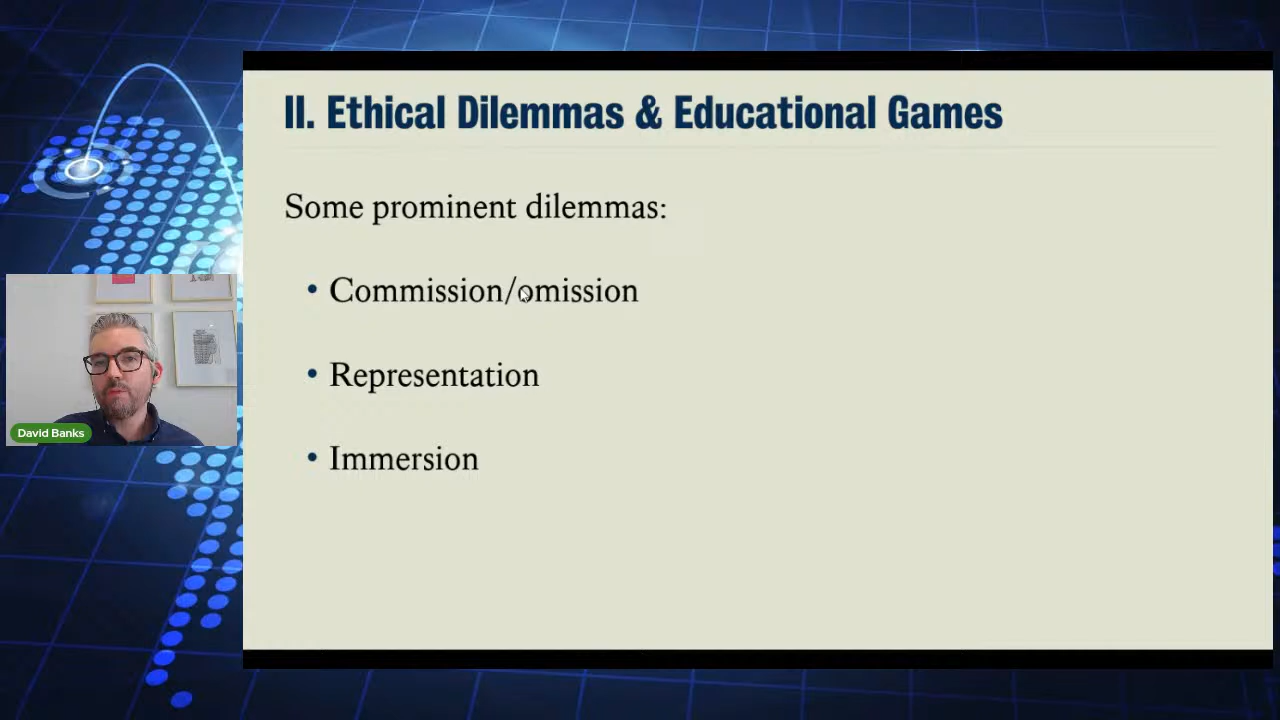 II. Ethical Dilemmas & Educational Games
Some prominent dilemmas:
• Commission/omission
• Representation
• Immersion
David Banks